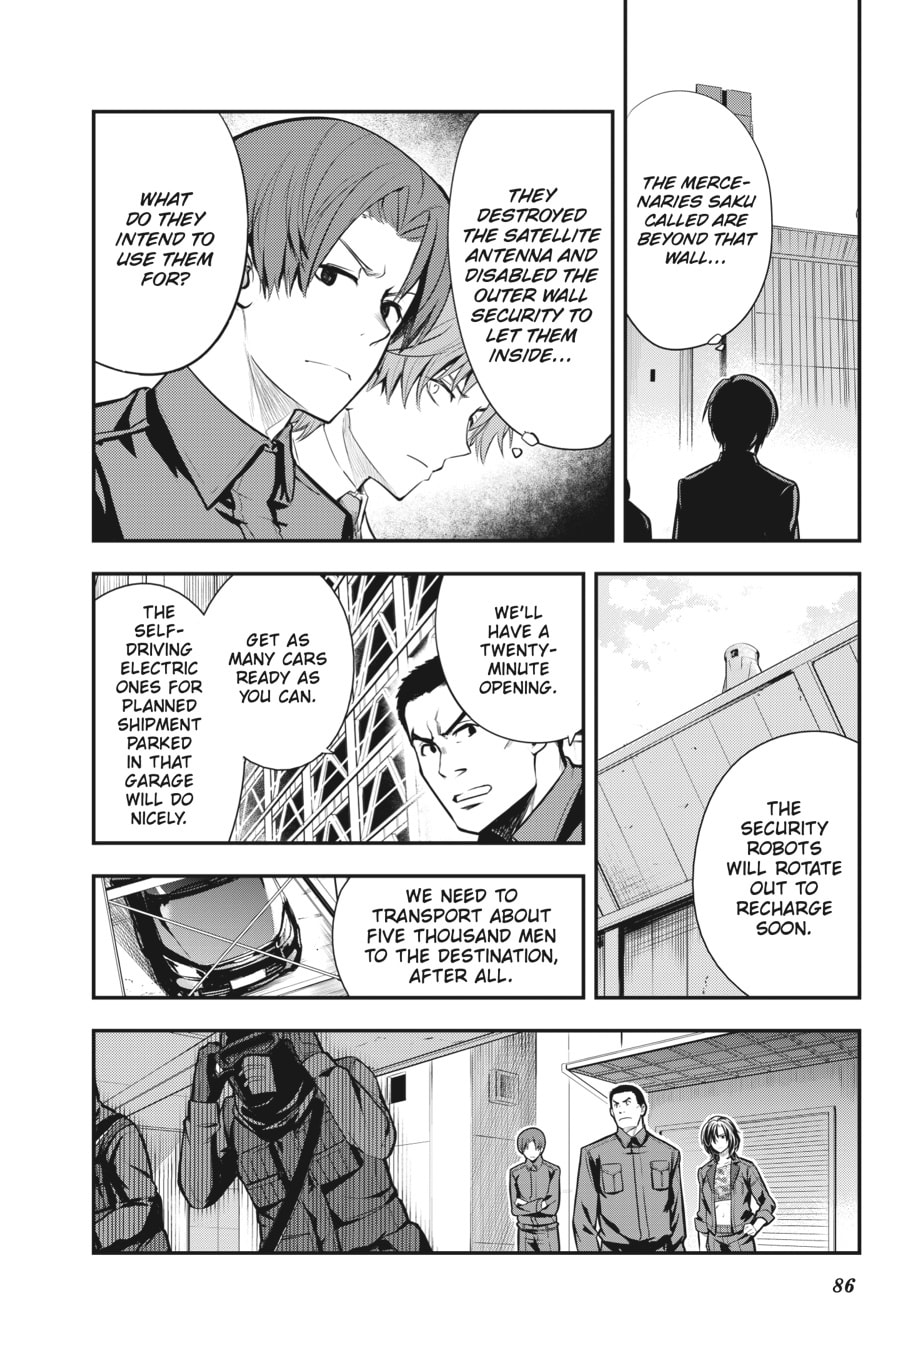 THE MERCE-
NARIES SAKU
CALLED ARE
BEYOND THAT
WALL...
THEY
DESTROYED
THE SATELLITE
ANTENNA AND
DISABLED THE
OUTER WALL
SECURITY TO
LET THEM
INSIDE...
WHAT
DO THEY
INTEND TO
USE THEM
FOR?
THE
SECURITY
ROBOTS
WILL ROTATE
OUT TO
RECHARGE
SOON.
WE'LL
HAVE A
TWENTY-
MINUTE
OPENING.
GET AS
MANY CARS
READY AS
YOU CAN.
THE
SELF-
DRIVING
ELECTRIC
ONES FOR
PLANNED
SHIPMENT
PARKED
IN THAT
GARAGE
WILL DO
NICELY.
WE NEED TO
TRANSPORT ABOUT
FIVE THOUSAND MEN
TO THE DESTINATION,
AFTER ALL.
86